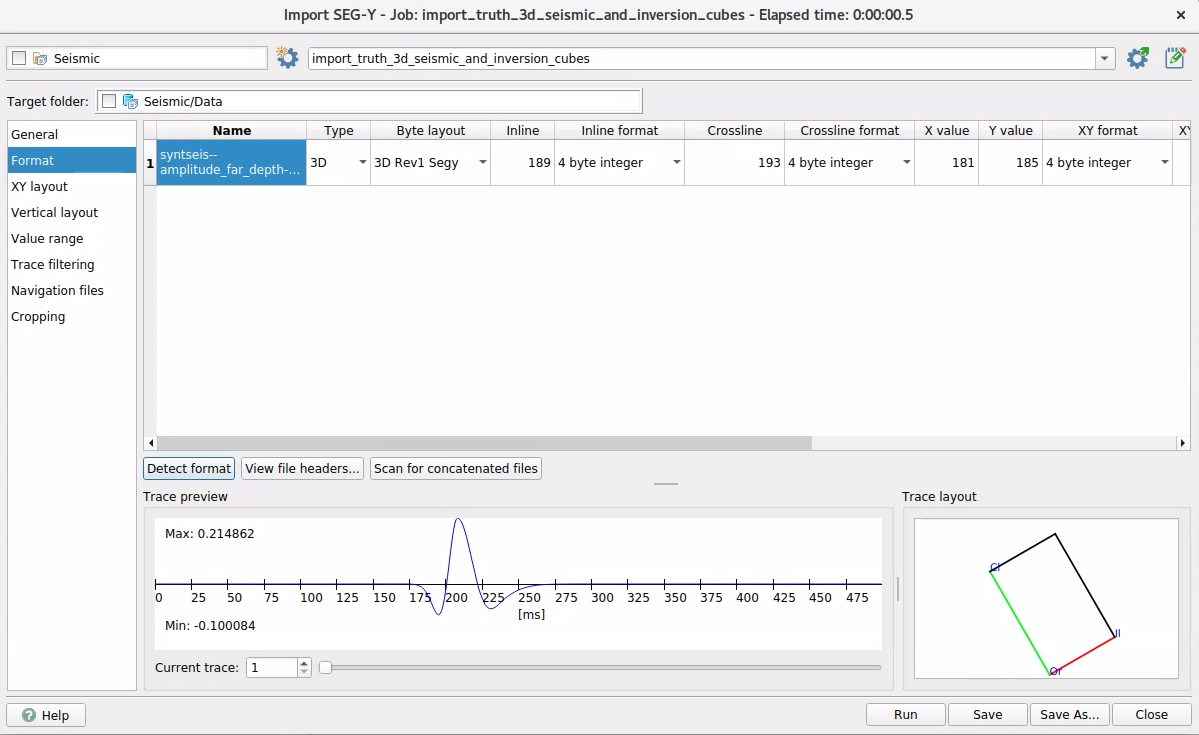 Import SEG-Y - Job: import_truth_3d_seismic_and_inversion_cubes - Elapsed time: 0:00:00.5
Seismic
import_truth_3d_seismic_and_inversion_cubes
Target folder:
Seismic/Data
General
Format
XY layout
Vertical layout
Value range
Trace filtering
Navigation files
Cropping
Name Type Byte layout Inline Inline format Crossline Crossline format X value Y value XY format XY
1 syntseis--
amplitude_far_depth-... 3D 3D Rev1 Segy 189 4 byte integer 193 4 byte integer 181 185 4 byte integer
Detect format View file headers... Scan for concatenated files
Trace preview
Max: 0.214862
0 25 50 75 100 125 150 175 200 225 250 275 300 325 350 375 400 425 450 475
[ms]
Min: -0.100084
Current trace: 1
Trace layout
Cl
Il
Or
Help Run Save Save As... Close